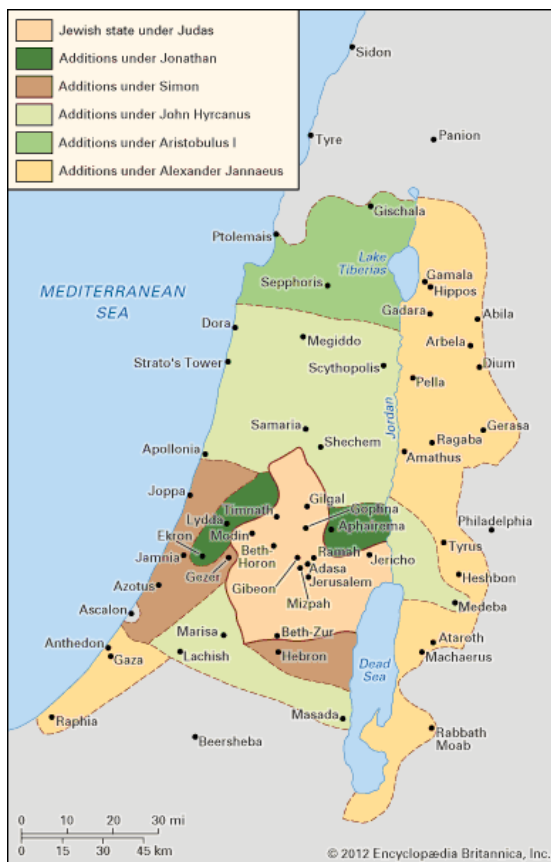 Jewish state under Judas
Additions under Jonathan
Additions under Simon
Additions under John Hyrcanus
Additions under Aristobulus I
Additions under Alexander Jannaeus
Sidon
Tyre
Panion
Gischala
Ptolemais
Lake
Tiberias
Sepphoris
Gamala
Hippos
MEDITERRANEAN
SEA
Gadara
Abila
Dora
Megiddo
Arbela
Strato's Tower
Scythopolis
Dium
Pella
Samaria
Jordan
Gerasa
Shechem
Ragaba
Apollonia
Amathus
Joppa
Gilgal
Timnath
Gophna
Lydda
Aphairema
Philadelphia
Ekron
Modin
Tyrus
Jamnia
Beth-
Horon
Ramah
Jericho
Gezer
Adasa
Gibeon
Jerusalem
Heshbon
Azotus
Mizpah
Medeba
Ascalon
Marisa
Beth-Zur
Ataroth
Anthedon
Gaza
Lachish
Hebron
Machaerus
Dead
Sea
Raphia
Masada
Beersheba
Rabbath
Moab
0 10 20 30 mi
0 15 30 45 km
© 2012 Encyclopædia Britannica, Inc.